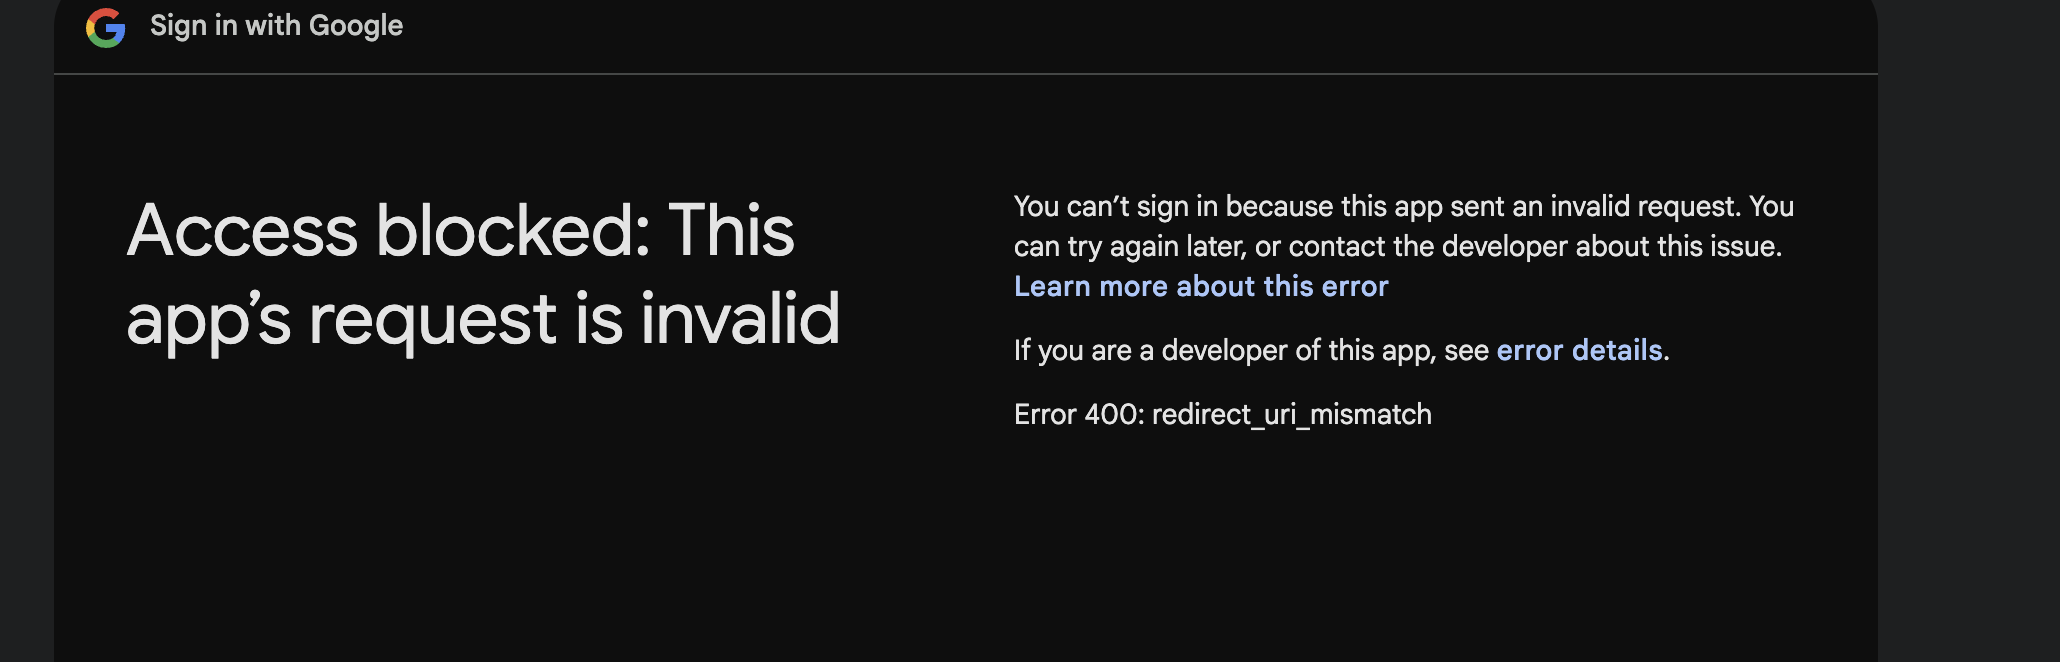 Sign in with Google
Access blocked: This
app’s request is invalid
You can’t sign in because this app sent an invalid request. You
can try again later, or contact the developer about this issue.
Learn more about this error
If you are a developer of this app, see error details.
Error 400: redirect_uri_mismatch